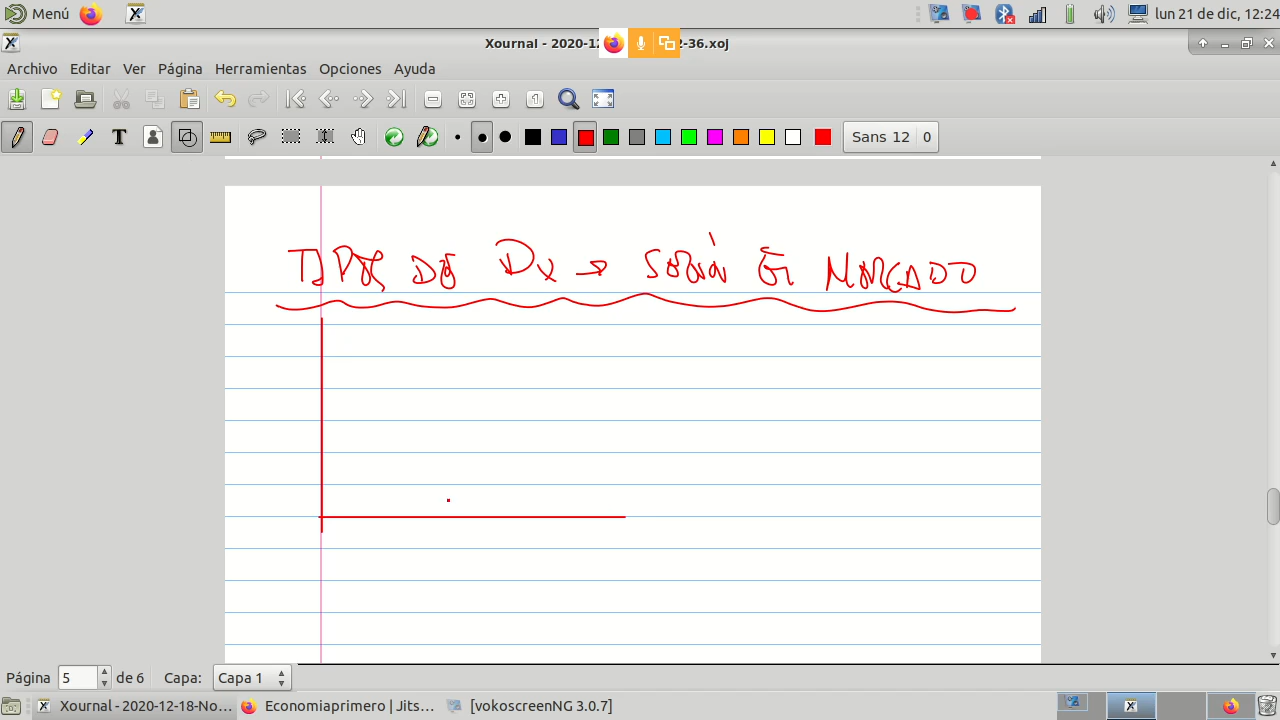 Menú
lun 21 de dic, 12:24
Xournal - 2020-12 2-36.xoj
Archivo Editar Ver Página Herramientas Opciones Ayuda
Sans 12 0
TIPOS DE Dx → SEGÚN EL MERCADO
Página 5 de 6 Capa: Capa 1
Xournal - 2020-12-18-No... Economiaprimero | Jits... [vokoscreenNG 3.0.7]